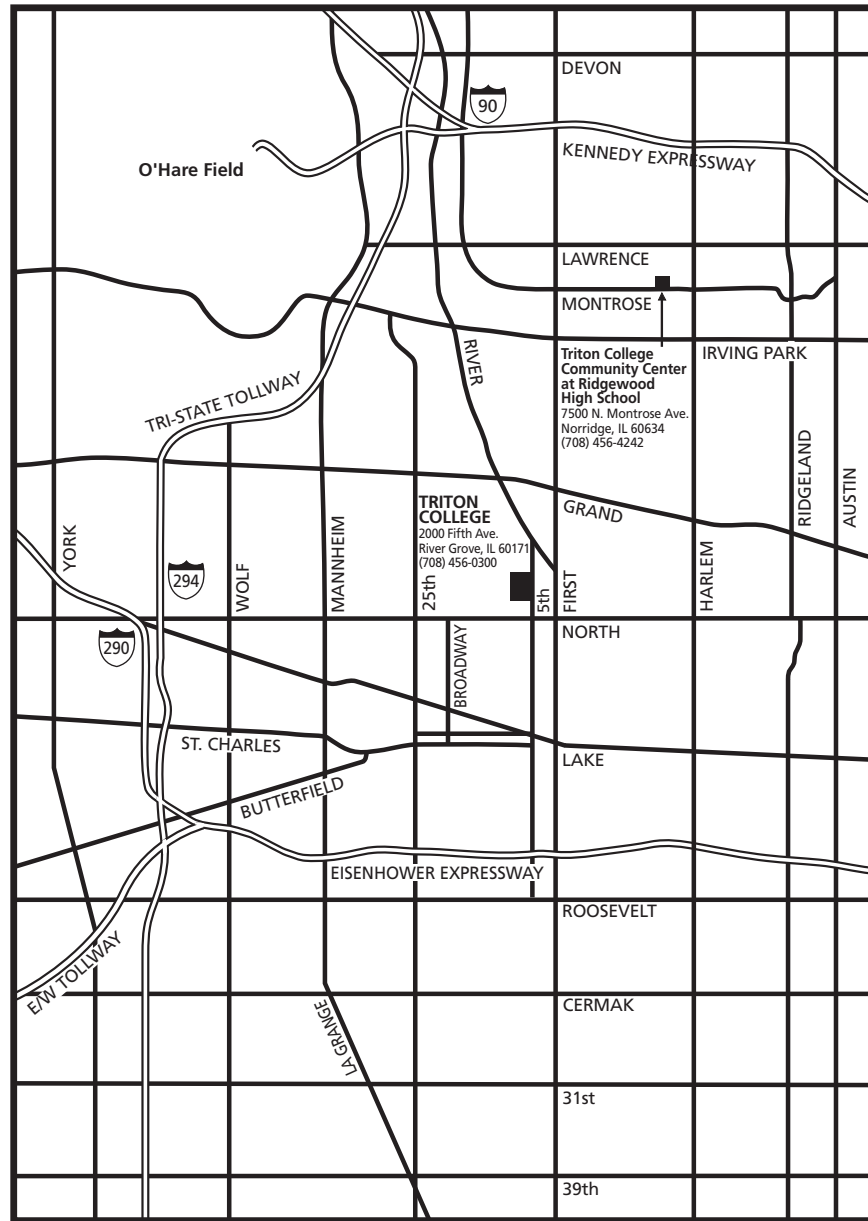 DEVON
90
KENNEDY EXPRESSWAY
O'Hare Field
LAWRENCE
MONTROSE
RIVER
IRVING PARK
Triton College
Community Center
at Ridgewood
High School
7500 N. Montrose Ave.
Norridge, IL 60634
(708) 456-4242
TRI-STATE TOLLWAY
RIDGELAND
AUSTIN
TRITON
COLLEGE
2000 Fifth Ave.
River Grove, IL 60171
(708) 456-0300
GRAND
YORK
294
WOLF
MANNHEIM
25th
5th
FIRST
HARLEM
290
NORTH
BROADWAY
ST. CHARLES
LAKE
BUTTERFIELD
EISENHOWER EXPRESSWAY
ROOSEVELT
E/W TOLLWAY
LA GRANGE
CERMAK
31st
39th